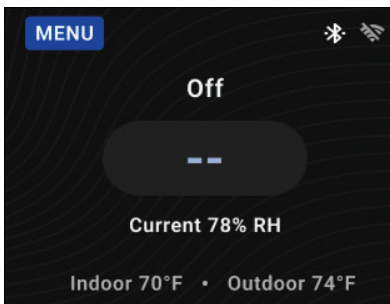 MENU
Off
--
Current 78% RH
Indoor 70°F • Outdoor 74°F